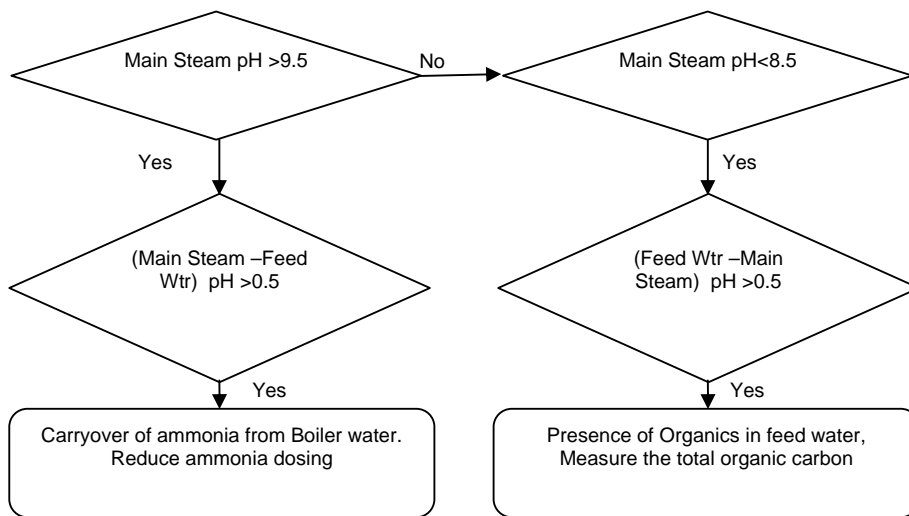 Main Steam pH >9.5
No
Main Steam pH<8.5
Yes
Yes
(Main Steam –Feed
Wtr) pH >0.5
(Feed Wtr –Main
Steam) pH >0.5
Yes
Yes
Carryover of ammonia from Boiler water.
Reduce ammonia dosing
Presence of Organics in feed water,
Measure the total organic carbon